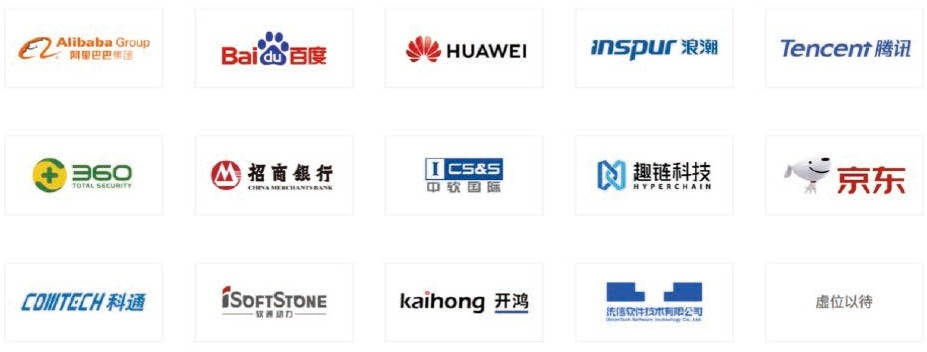 Alibaba Group
阿里巴巴集团
Bai du 百度
HUAWEI
inspur 浪潮
Tencent 腾讯
360
TOTAL SECURITY
招商银行
CHINA MERCHANTS BANK
CS&S
中软国际
趣链科技
HYPERCHAIN
京东
COMTECH 科通
iSOFTSTONE
软通动力
kaihong 开鸿
统信软件技术有限公司
UnionTech Software Technology Co., Ltd.
虚位以待